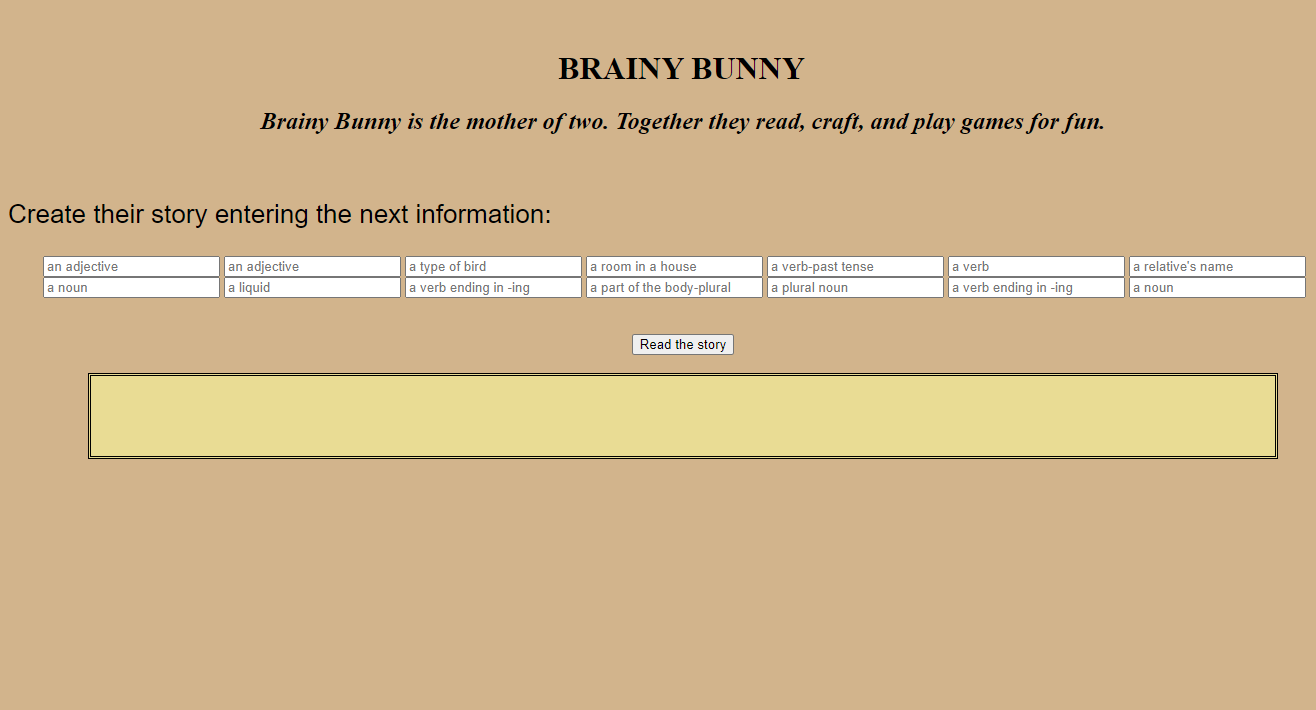 BRAINY BUNNY
Brainy Bunny is the mother of two. Together they read, craft, and play games for fun.
Create their story entering the next information:
an adjective an adjective a type of bird a room in a house a verb-past tense a verb a relative's name
a noun a liquid a verb ending in -ing a part of the body-plural a plural noun a verb ending in -ing a noun
Read the story